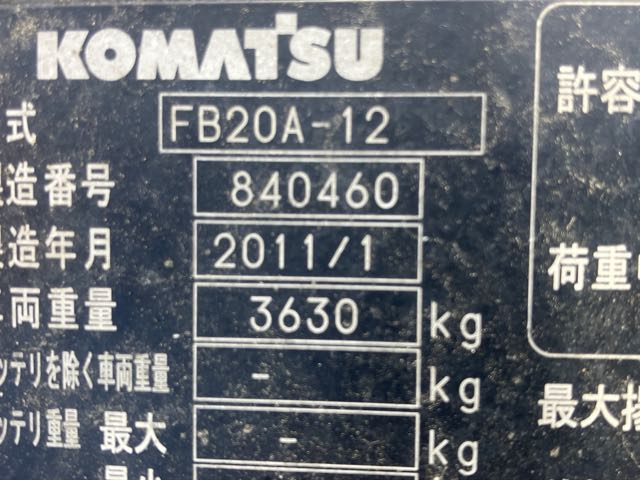 KOMATSU
式 FB20A-12
造番号 840460
造年月 2011/1
両重量 3630 kg
ッテリを除く車両重量 - kg
ッテリ重量 最大 - kg
許容
荷重
最大